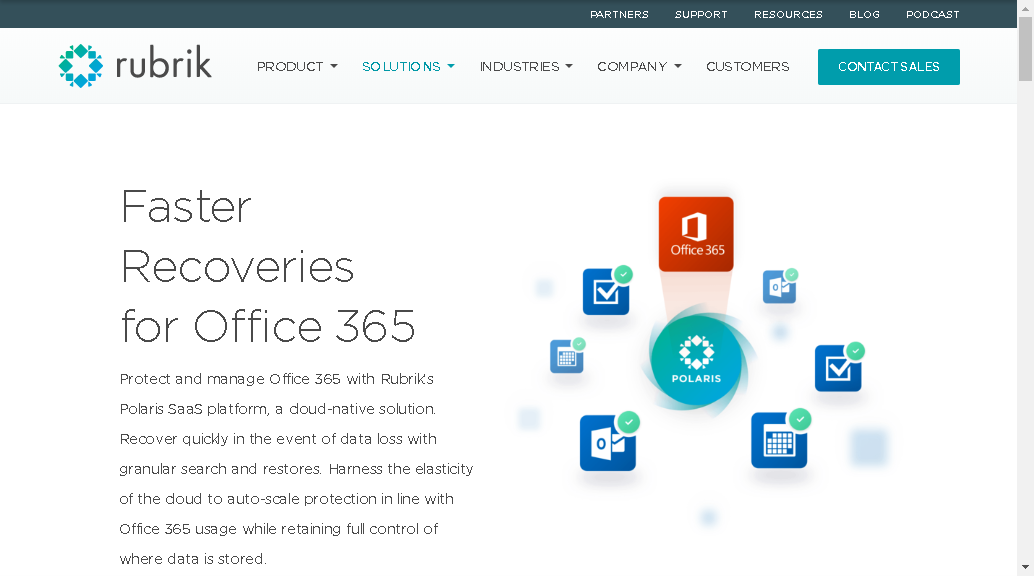 PARTNERS SUPPORT RESOURCES BLOG PODCAST
rubrik PRODUCT SOLUTIONS INDUSTRIES COMPANY CUSTOMERS CONTACT SALES
Faster
Recoveries
for Office 365
Protect and manage Office 365 with Rubrik's
Polaris SaaS platform, a cloud-native solution.
Recover quickly in the event of data loss with
granular search and restores. Harness the elasticity
of the cloud to auto-scale protection in line with
Office 365 usage while retaining full control of
where data is stored.
Office 365
POLARIS